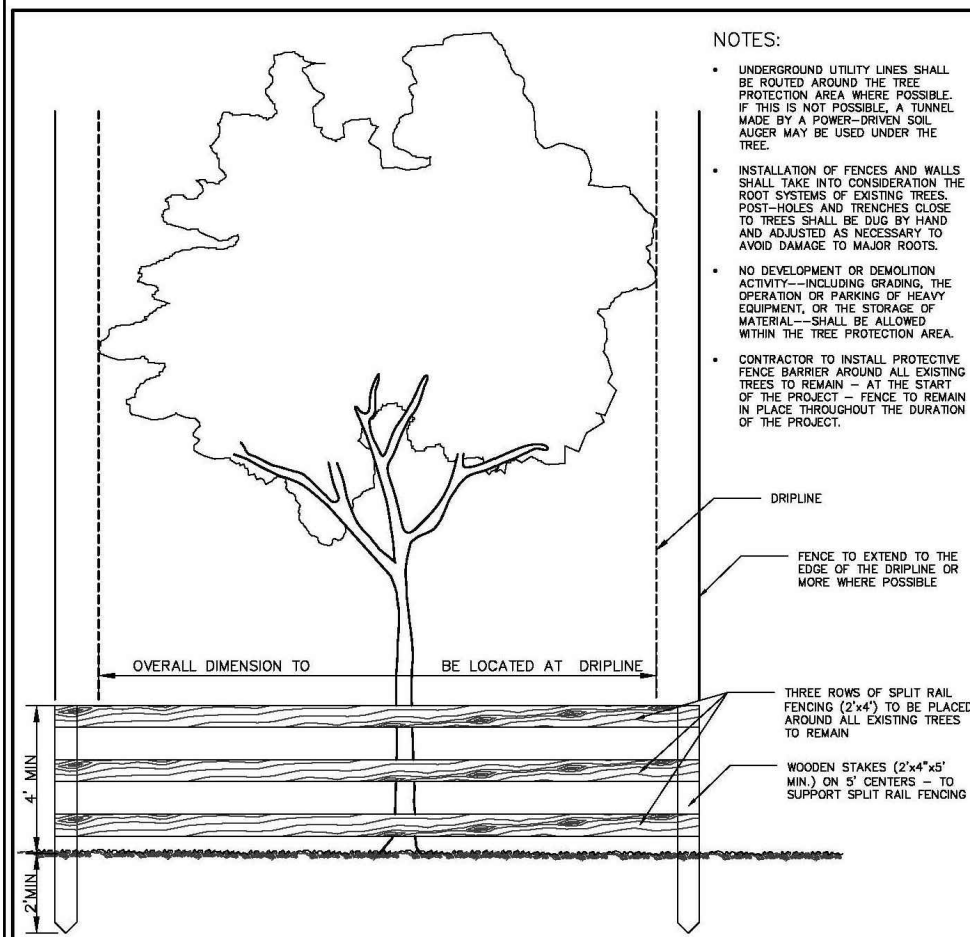 NOTES:
• UNDERGROUND UTILITY LINES SHALL
BE ROUTED AROUND THE TREE
PROTECTION AREA WHERE POSSIBLE.
IF THIS IS NOT POSSIBLE, A TUNNEL
MADE BY A POWER-DRIVEN SOIL
AUGER MAY BE USED UNDER THE
TREE.
• INSTALLATION OF FENCES AND WALLS
SHALL TAKE INTO CONSIDERATION THE
ROOT SYSTEMS OF EXISTING TREES.
POST-HOLES AND TRENCHES CLOSE
TO TREES SHALL BE DUG BY HAND
AND ADJUSTED AS NECESSARY TO
AVOID DAMAGE TO MAJOR ROOTS.
• NO DEVELOPMENT OR DEMOLITION
ACTIVITY--INCLUDING GRADING, THE
OPERATION OR PARKING OF HEAVY
EQUIPMENT, OR THE STORAGE OF
MATERIAL--SHALL BE ALLOWED
WITHIN THE TREE PROTECTION AREA.
• CONTRACTOR TO INSTALL PROTECTIVE
FENCE BARRIER AROUND ALL EXISTING
TREES TO REMAIN - AT THE START
OF THE PROJECT - FENCE TO REMAIN
IN PLACE THROUGHOUT THE DURATION
OF THE PROJECT.
DRIPLINE
FENCE TO EXTEND TO THE
EDGE OF THE DRIPLINE OR
MORE WHERE POSSIBLE
OVERALL DIMENSION TO BE LOCATED AT DRIPLINE
THREE ROWS OF SPLIT RAIL
FENCING (2'x4') TO BE PLACED
AROUND ALL EXISTING TREES
TO REMAIN
WOODEN STAKES (2'x4"x5'
MIN.) ON 5' CENTERS - TO
SUPPORT SPLIT RAIL FENCING
4' MIN
2'MIN